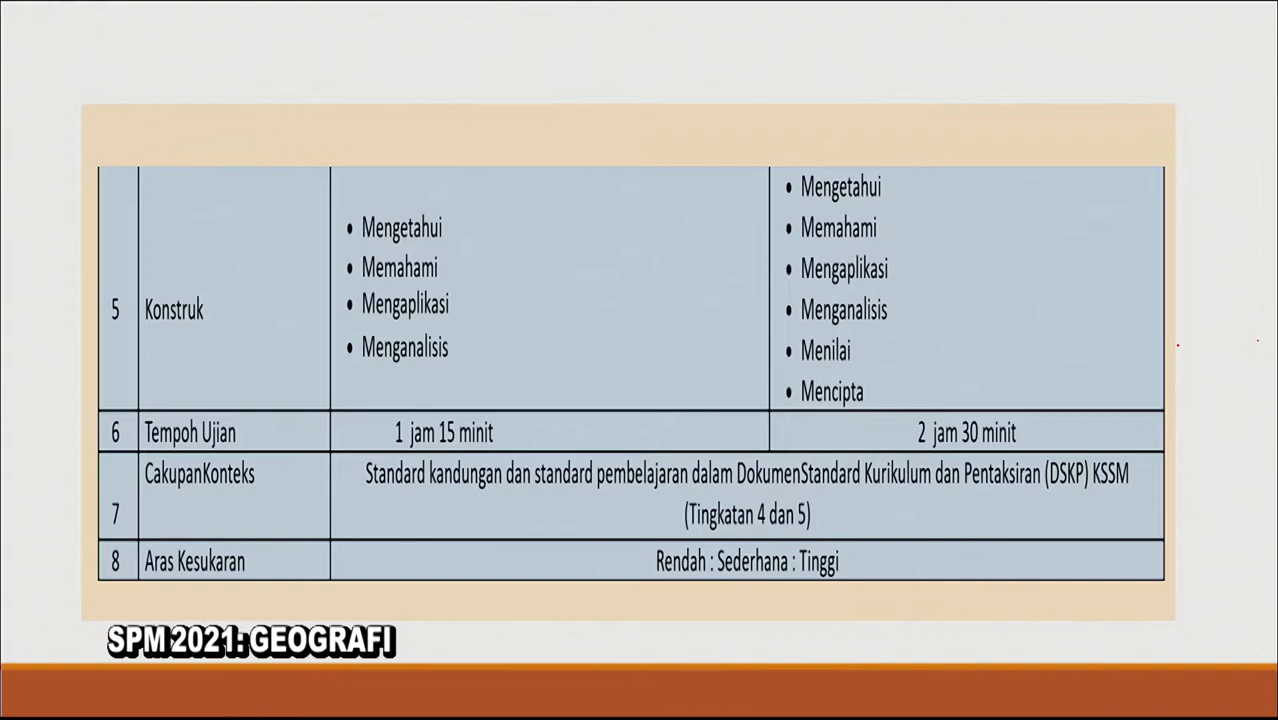 5 Konstruk
• Mengetahui
• Memahami
• Mengaplikasi
• Menganalisis
• Mengetahui
• Memahami
• Mengaplikasi
• Menganalisis
• Menilai
• Mencipta
6 Tempoh Ujian 1 jam 15 minit 2 jam 30 minit
7 CakupanKonteks Standard kandungan dan standard pembelajaran dalam DokumenStandard Kurikulum dan Pentaksiran (DSKP) KSSM
(Tingkatan 4 dan 5)
8 Aras Kesukaran Rendah : Sederhana : Tinggi
SPM 2021: GEOGRAFI